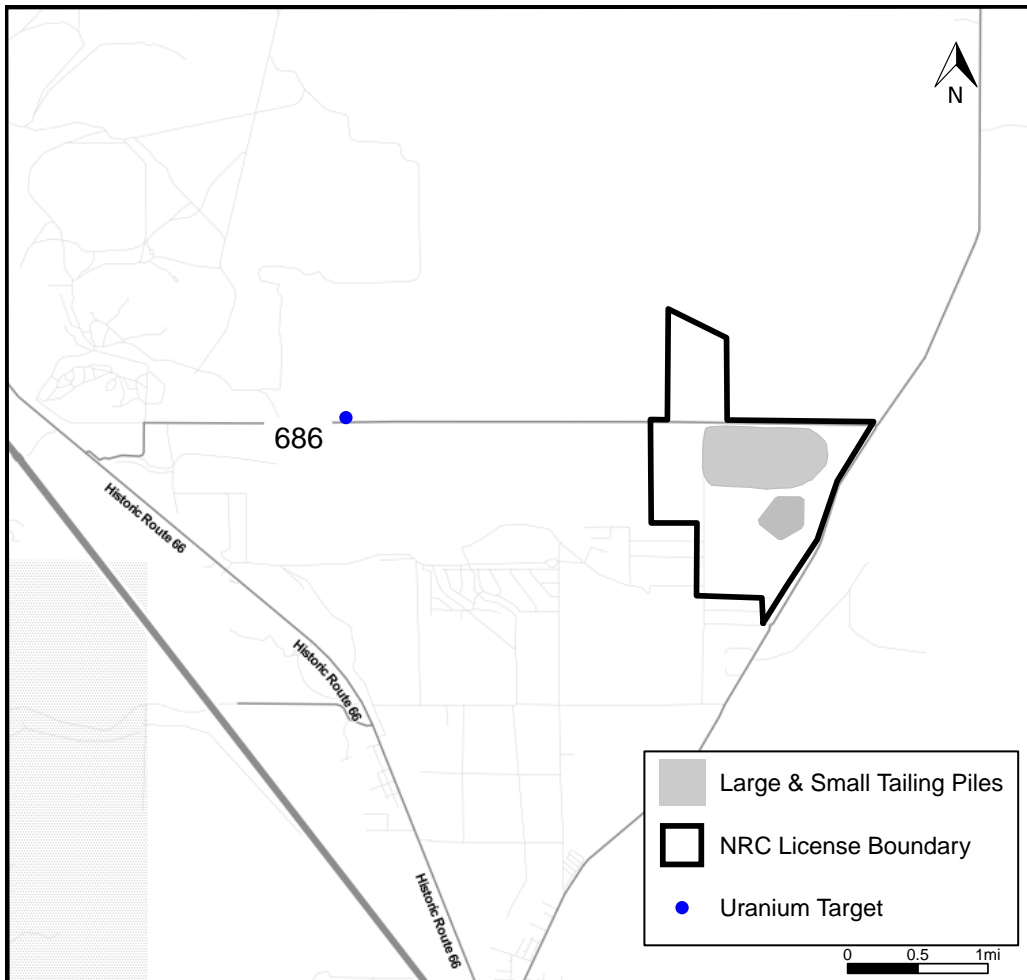 N
686
Historic Route 66
Historic Route 66
Historic Route 66
Large & Small Tailing Piles
NRC License Boundary
Uranium Target
0 0.5 1mi